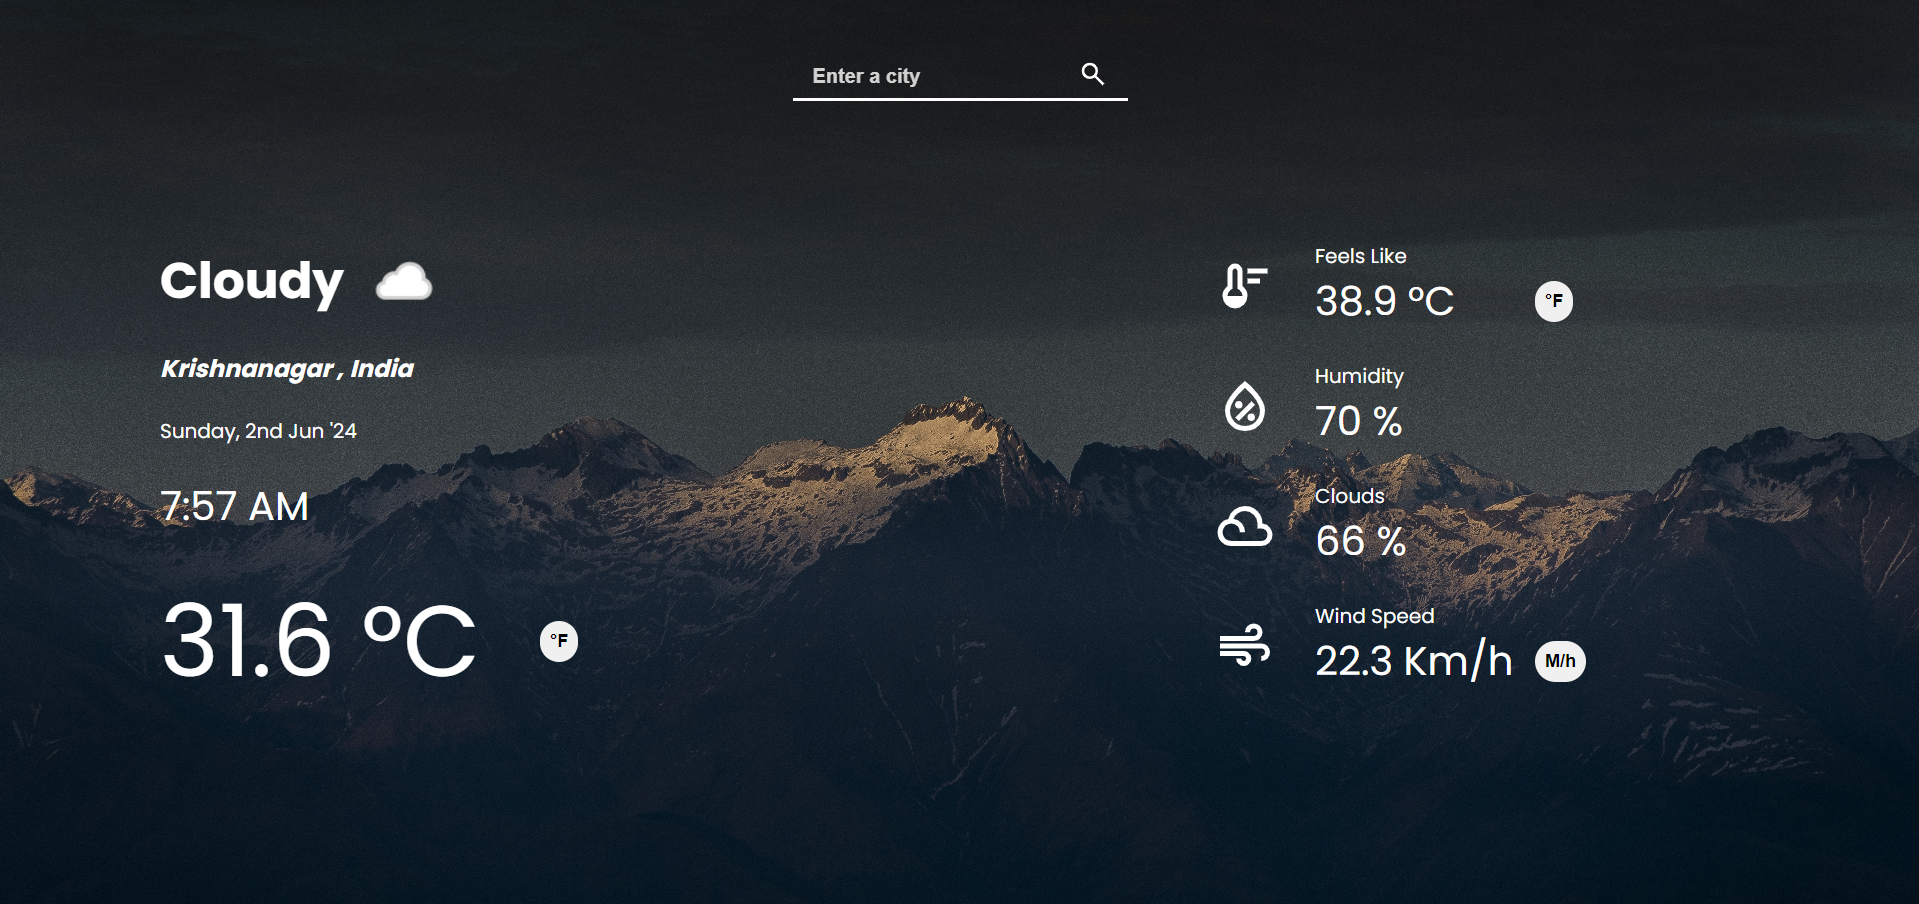 Enter a city
Cloudy
Krishnanagar , India
Sunday, 2nd Jun '24
7:57 AM
31.6 °C
°F
Feels Like
38.9 °C
°F
Humidity
70 %
Clouds
66 %
Wind Speed
22.3 Km/h
M/h